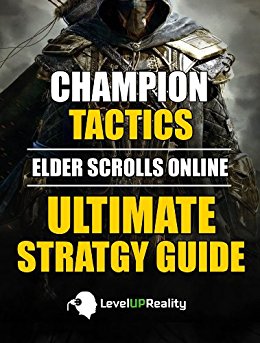 CHAMPION
TACTICS
ELDER SCROLLS ONLINE
ULTIMATE
STRATGY GUIDE
LevelUPReality